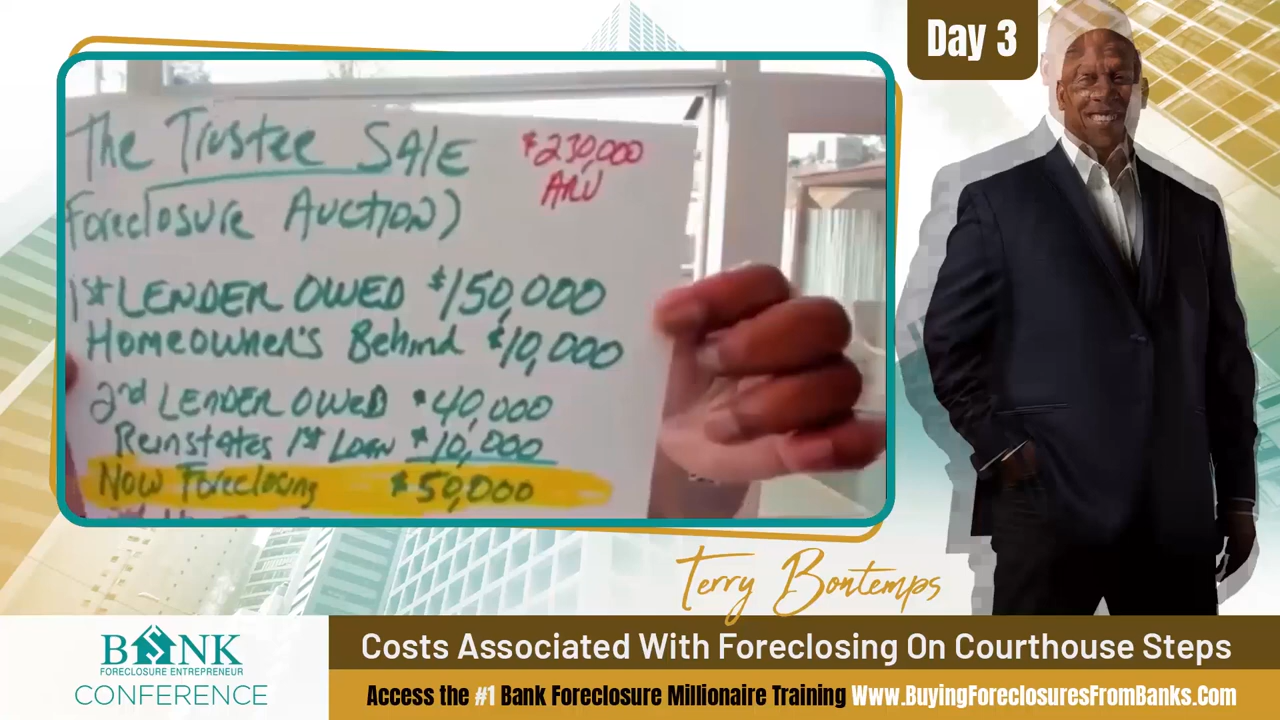 Day 3
The Trustee SALE
$230,000
ARV
Foreclosure Auction)
1st LENDER OWED $150,000
Homeowner's Behind $10,000
2nd LENDER OWED $40,000
Reinstates 1st Loan $10,000
Now Foreclosing $50,000
Terry Bontemps
BANK
FORECLOSURE ENTREPRENEUR
CONFERENCE
Costs Associated With Foreclosing On Courthouse Steps
Access the #1 Bank Foreclosure Millionaire Training Www.BuyingForeclosuresFromBanks.Com